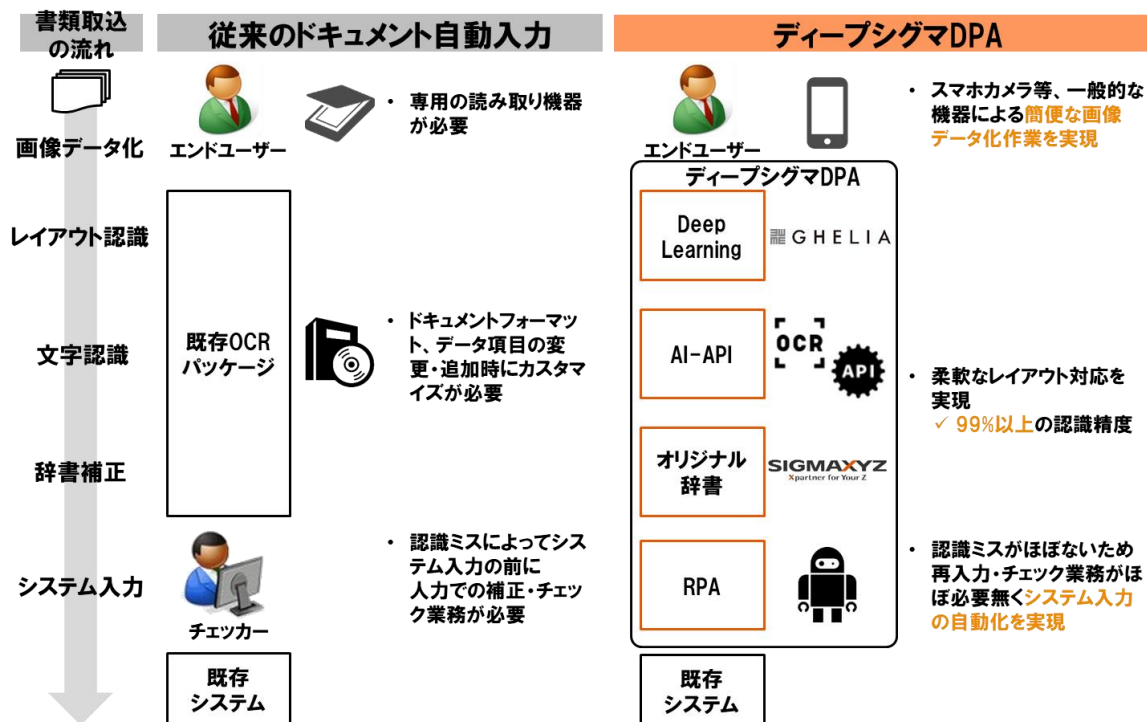 書類取込
の流れ
従来のドキュメント自動入力
ディープシグマDPA
画像データ化
エンドユーザー
・ 専用の読み取り機器
が必要
エンドユーザー
・ スマホカメラ等、一般的な
機器による簡便な画像
データ化作業を実現
ディープシグマDPA
レイアウト認識
文字認識
辞書補正
既存OCR
パッケージ
・ ドキュメントフォーマッ
ト、データ項目の変
更・追加時にカスタマ
イズが必要
Deep
Learning
GHELIA
AI-API
OCR
API
オリジナル
辞書
SIGMAXYZ
Xpartner for Your Z
・ 柔軟なレイアウト対応を
実現
✓ 99%以上の認識精度
システム入力
チェッカー
・ 認識ミスによってシス
テム入力の前に
人力での補正・チェッ
ク業務が必要
RPA
・ 認識ミスがほぼないため
再入力・チェック業務がほ
ぼ必要無くシステム入力
の自動化を実現
既存
システム
既存
システム